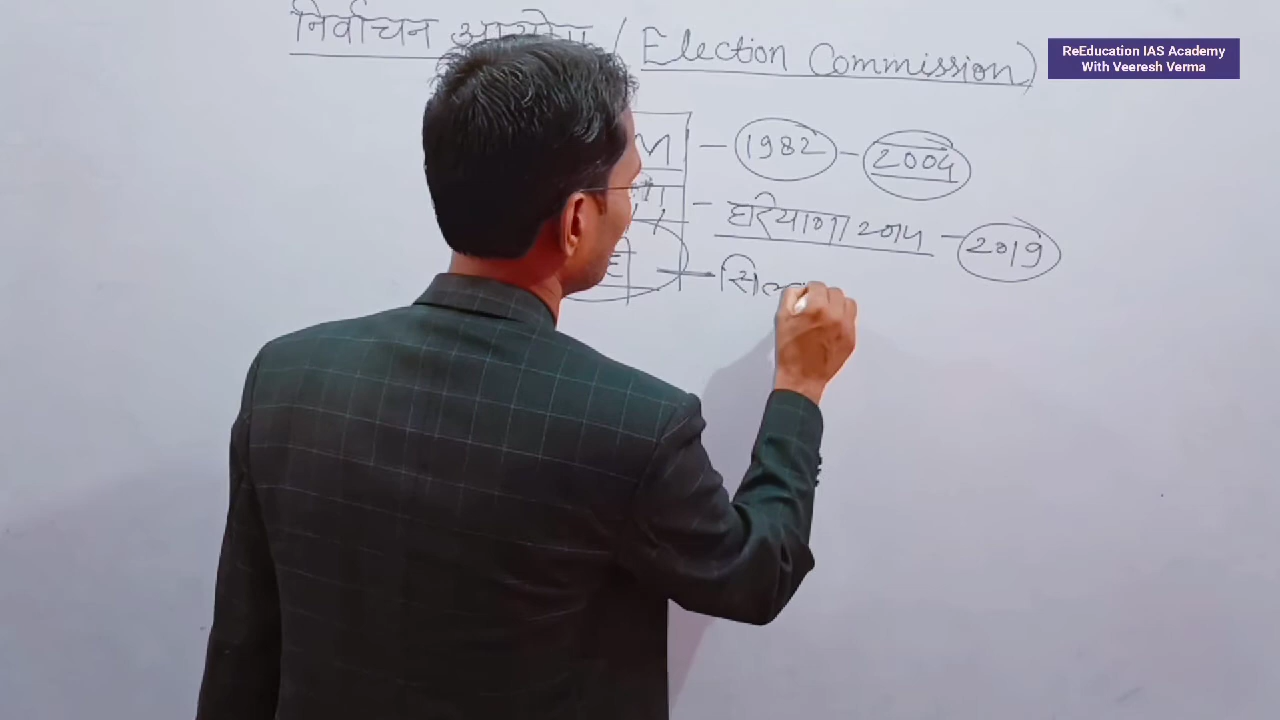 निर्वाचन / Election Commission)
ReEducation IAS Academy
With Veeresh Verma
M - 1982 - 2004
- हरियाणा 2014 - 2019